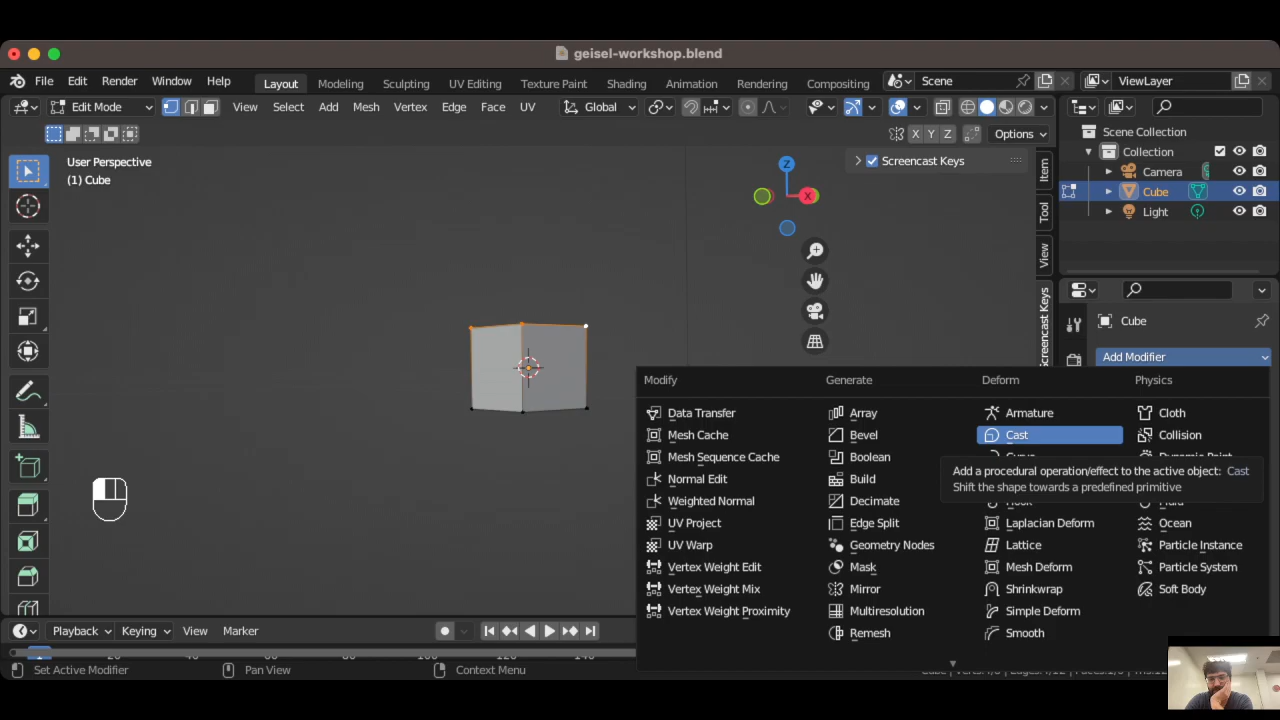 geisel-workshop.blend
File Edit Render Window Help Layout Modeling Sculpting UV Editing Texture Paint Shading Animation Rendering Compositing Scene ViewLayer
Edit Mode View Select Add Mesh Vertex Edge Face UV Global
X Y Z Options
User Perspective
(1) Cube
Screencast Keys
Z
X
Item
Tool
View
Screencast Keys
Scene Collection
Collection
Camera
Cube
Light
Cube
Add Modifier
Modify Generate Deform Physics
Data Transfer Array Armature Cloth
Mesh Cache Bevel Cast Collision
Mesh Sequence Cache Boolean
Normal Edit Build
Add a procedural operation/effect to the active object: Cast
Shift the shape towards a predefined primitive
Weighted Normal Decimate
UV Project Edge Split Laplacian Deform Ocean
UV Warp Geometry Nodes Lattice Particle Instance
Vertex Weight Edit Mask Mesh Deform Particle System
Vertex Weight Mix Mirror Shrinkwrap Soft Body
Vertex Weight Proximity Multiresolution Simple Deform
Remesh Smooth
Playback Keying View Marker
1
Set Active Modifier Pan View Context Menu